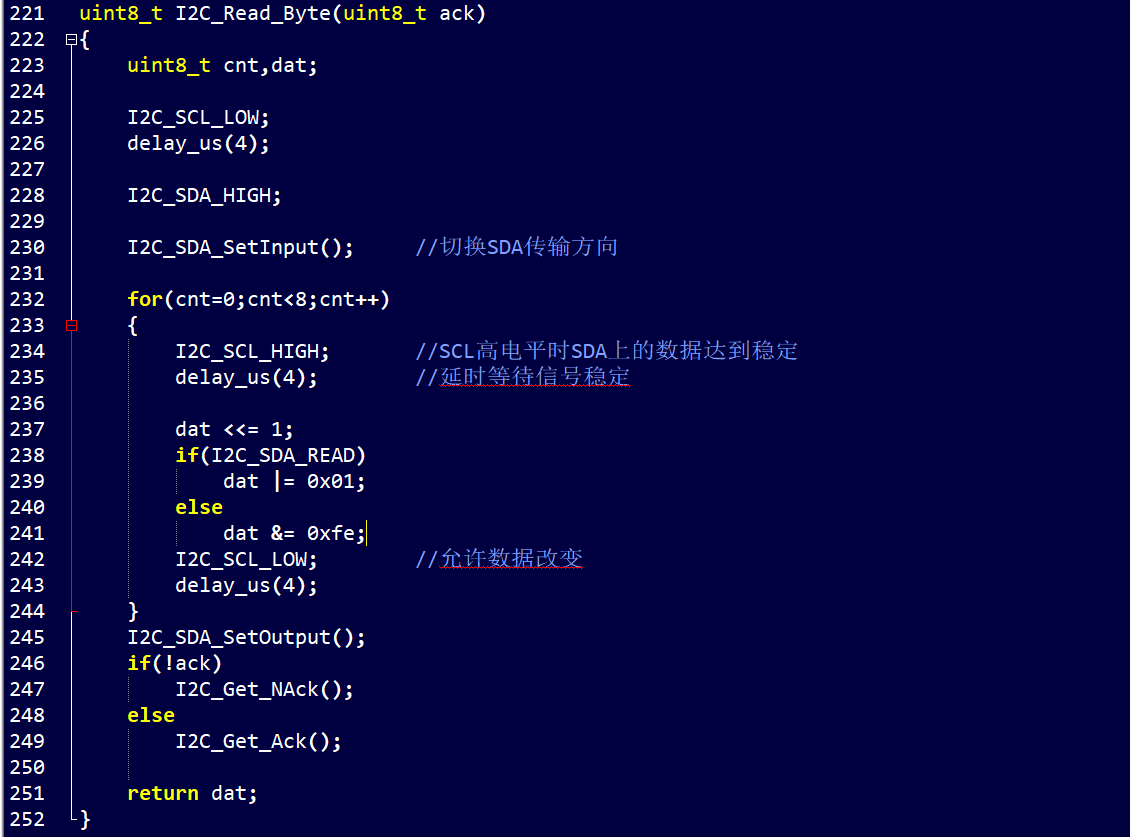 221 uint8_t I2C_Read_Byte(uint8_t ack)
222 {
223     uint8_t cnt,dat;
224
225     I2C_SCL_LOW;
226     delay_us(4);
227
228     I2C_SDA_HIGH;
229
230     I2C_SDA_SetInput();     //切换SDA传输方向
231
232     for(cnt=0;cnt<8;cnt++)
233     {
234         I2C_SCL_HIGH;       //SCL高电平时SDA上的数据达到稳定
235         delay_us(4);        //延时等待信号稳定
236
237         dat <<= 1;
238         if(I2C_SDA_READ)
239             dat |= 0x01;
240         else
241             dat &= 0xfe;
242         I2C_SCL_LOW;        //允许数据改变
243         delay_us(4);
244     }
245     I2C_SDA_SetOutput();
246     if(!ack)
247         I2C_Get_NAck();
248     else
249         I2C_Get_Ack();
250
251     return dat;
252 }